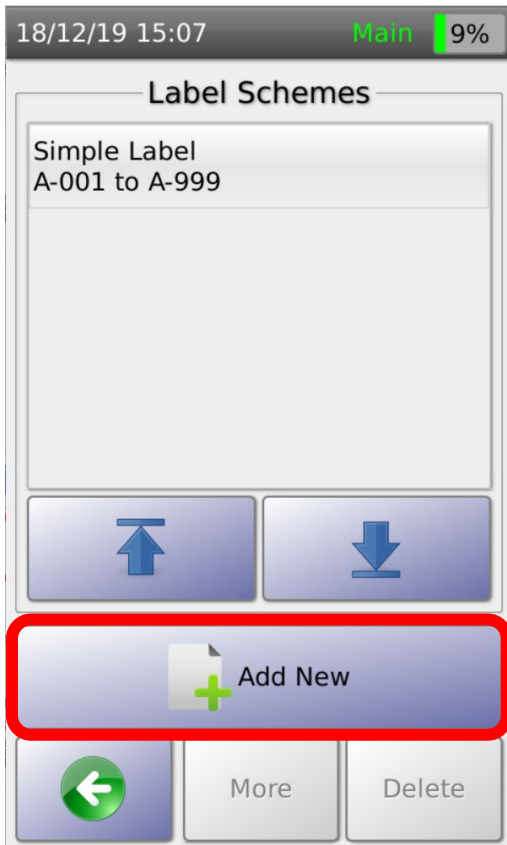 18/12/19 15:07 Main 9%
Label Schemes
Simple Label
A-001 to A-999
Add New
More Delete